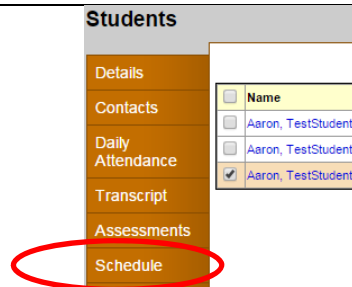 Students
Details
Contacts
Daily
Attendance
Transcript
Assessments
Schedule
Name
Aaron, TestStudent
Aaron, TestStudent
Aaron, TestStudent